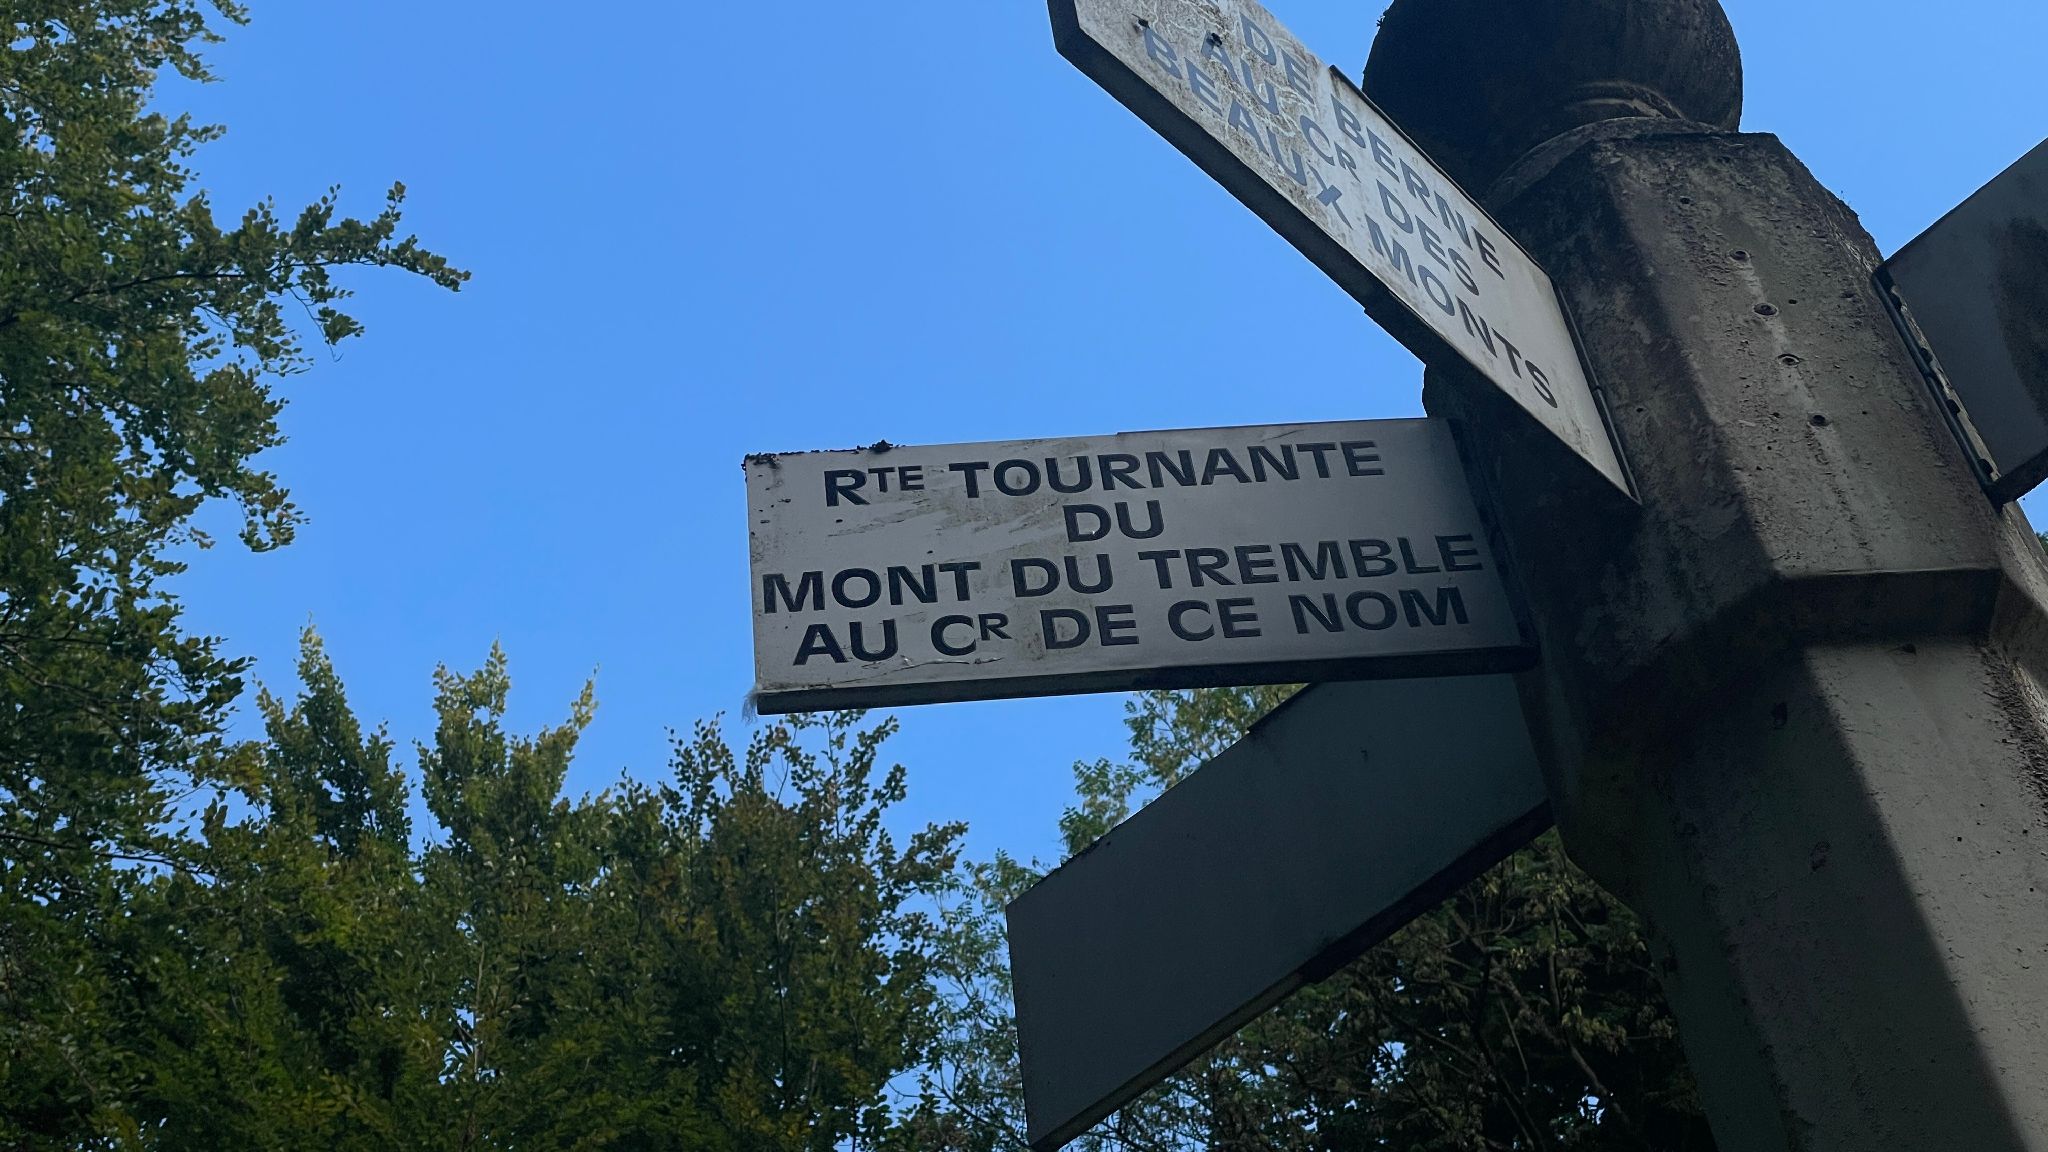 DE BERNE
AU CR DES
BEAUX MONTS
RTE TOURNANTE
DU
MONT DU TREMBLE
AU CR DE CE NOM